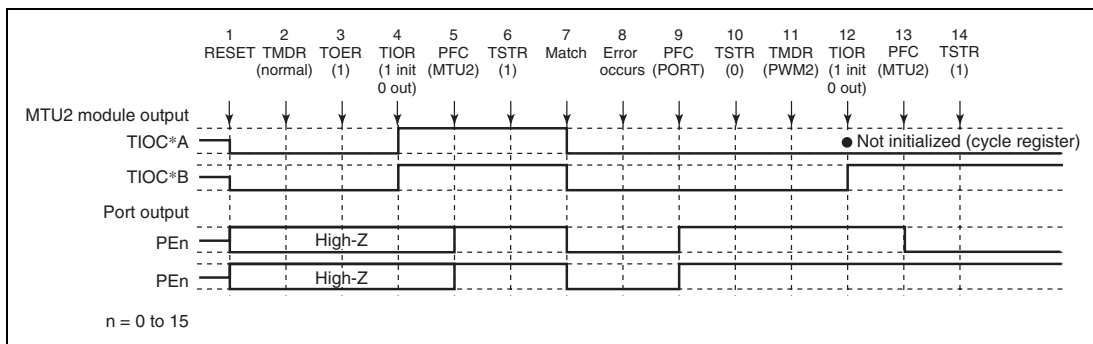 1 2 3 4 5 6 7 8 9 10 11 12 13 14
RESET TMDR TOER TIOR PFC TSTR Match Error PFC TSTR TMDR TIOR PFC TSTR
(normal) (1) (1 init (MTU2) (1) occurs (PORT) (0) (PWM2) (1 init (MTU2) (1)
0 out) 0 out)
MTU2 module output
TIOC*A
● Not initialized (cycle register)
TIOC*B
Port output
PEn
High-Z
PEn
High-Z
n = 0 to 15